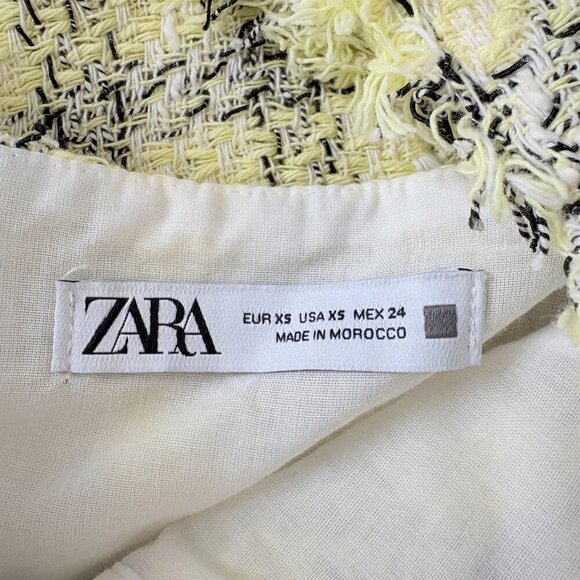 ZARA
EUR XS USA XS MEX 24
MADE IN MOROCCO